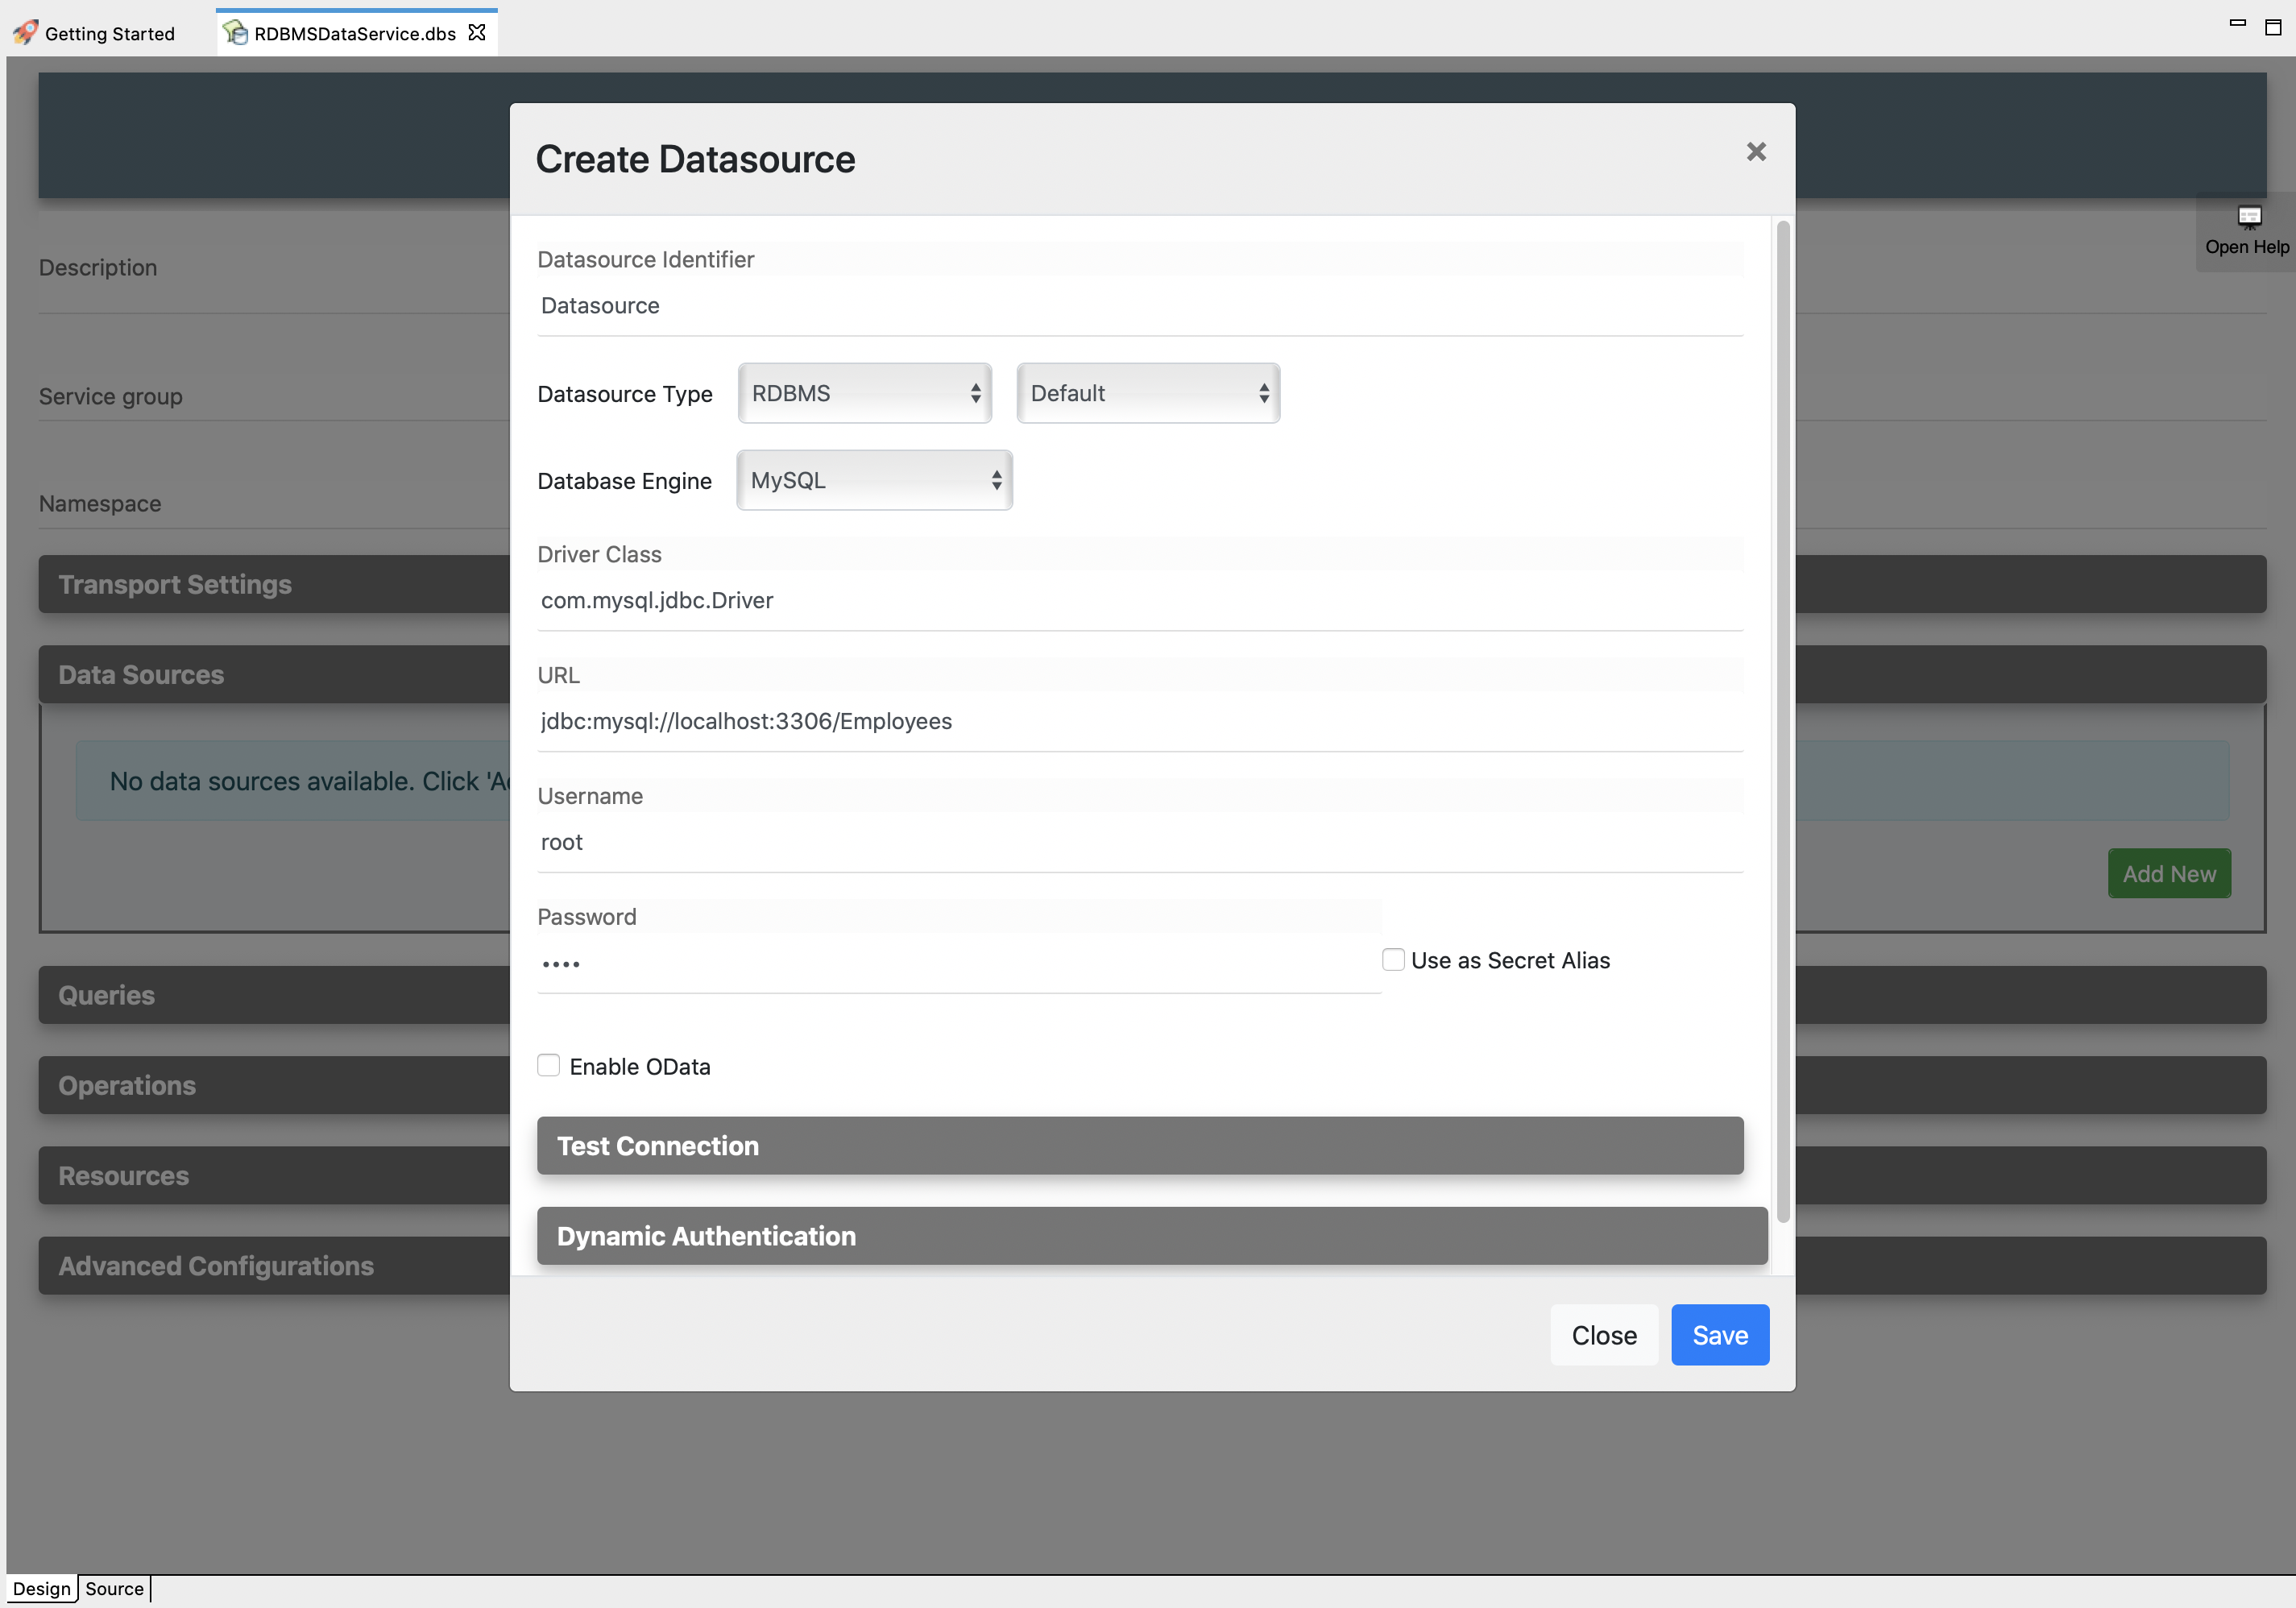 Getting Started
RDBMSDataService.dbs
Create Datasource
Open Help
Description
Service group
Namespace
Transport Settings
Data Sources
No data sources available. Click 'A
Add New
Queries
Operations
Resources
Advanced Configurations
Datasource Identifier
Datasource
Datasource Type RDBMS Default
Database Engine MySQL
Driver Class
com.mysql.jdbc.Driver
URL
jdbc:mysql://localhost:3306/Employees
Username
root
Password
••••
Use as Secret Alias
Enable OData
Test Connection
Dynamic Authentication
Close Save
Design Source